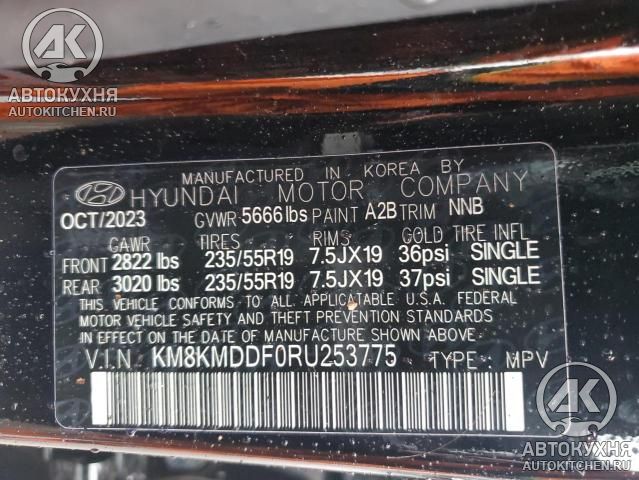 АК
АВТОКУХНЯ
AUTOKITCHEN.RU
MANUFACTURED IN KOREA BY
HYUNDAI MOTOR COMPANY
OCT/2023 GVWR 5666 lbs PAINT A2B TRIM NNB
GAWR TIRES RIMS COLD TIRE INFL
FRONT 2822 lbs 235/55R19 7.5JX19 36psi SINGLE
REAR 3020 lbs 235/55R19 7.5JX19 37psi SINGLE
THIS VEHICLE CONFORMS TO ALL APPLICABLE U.S.A. FEDERAL
MOTOR VEHICLE SAFETY AND THEFT PREVENTION STANDARDS
IN EFFECT ON THE DATE OF MANUFACTURE SHOWN ABOVE.
V.I.N. KM8KMDDF0RU253775 TYPE: MPV
АК
АВТОКУХНЯ
AUTOKITCHEN.RU